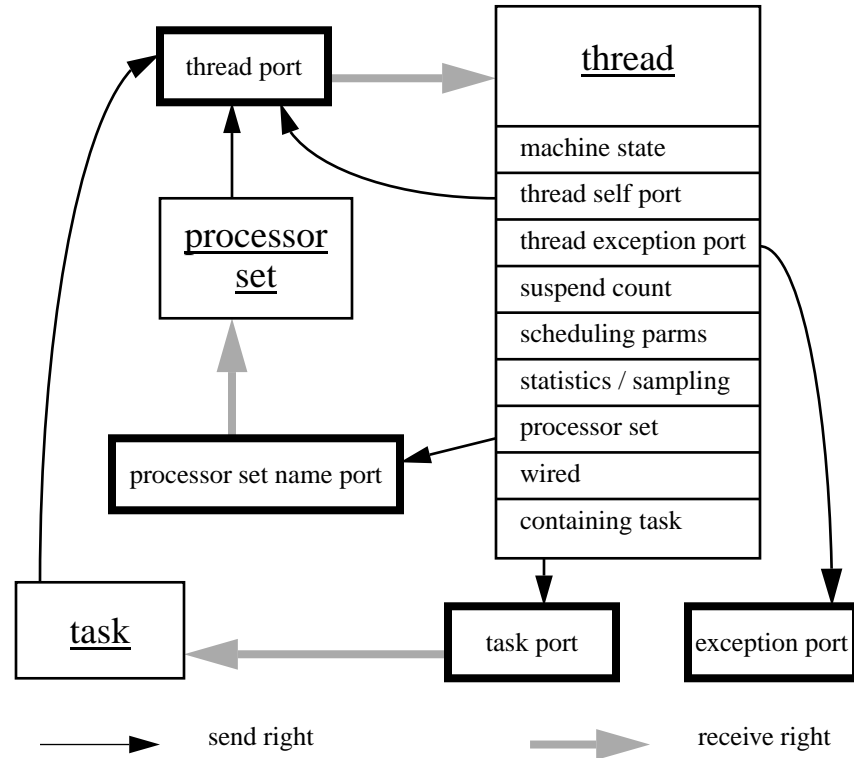 thread port
thread
machine state
thread self port
thread exception port
suspend count
scheduling parms
statistics / sampling
processor set
wired
containing task
processor
set
processor set name port
task
task port
exception port
send right
receive right